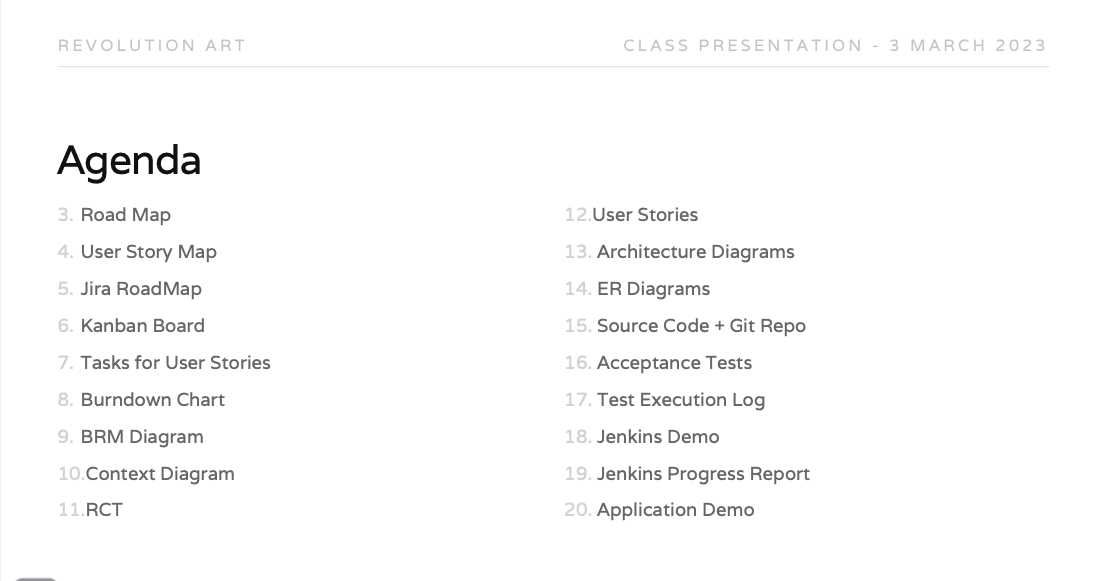 REVOLUTION ART
CLASS PRESENTATION - 3 MARCH 2023
Agenda
3. Road Map
4. User Story Map
5. Jira RoadMap
6. Kanban Board
7. Tasks for User Stories
8. Burndown Chart
9. BRM Diagram
10.Context Diagram
11.RCT
12.User Stories
13. Architecture Diagrams
14. ER Diagrams
15. Source Code + Git Repo
16. Acceptance Tests
17. Test Execution Log
18. Jenkins Demo
19. Jenkins Progress Report
20. Application Demo